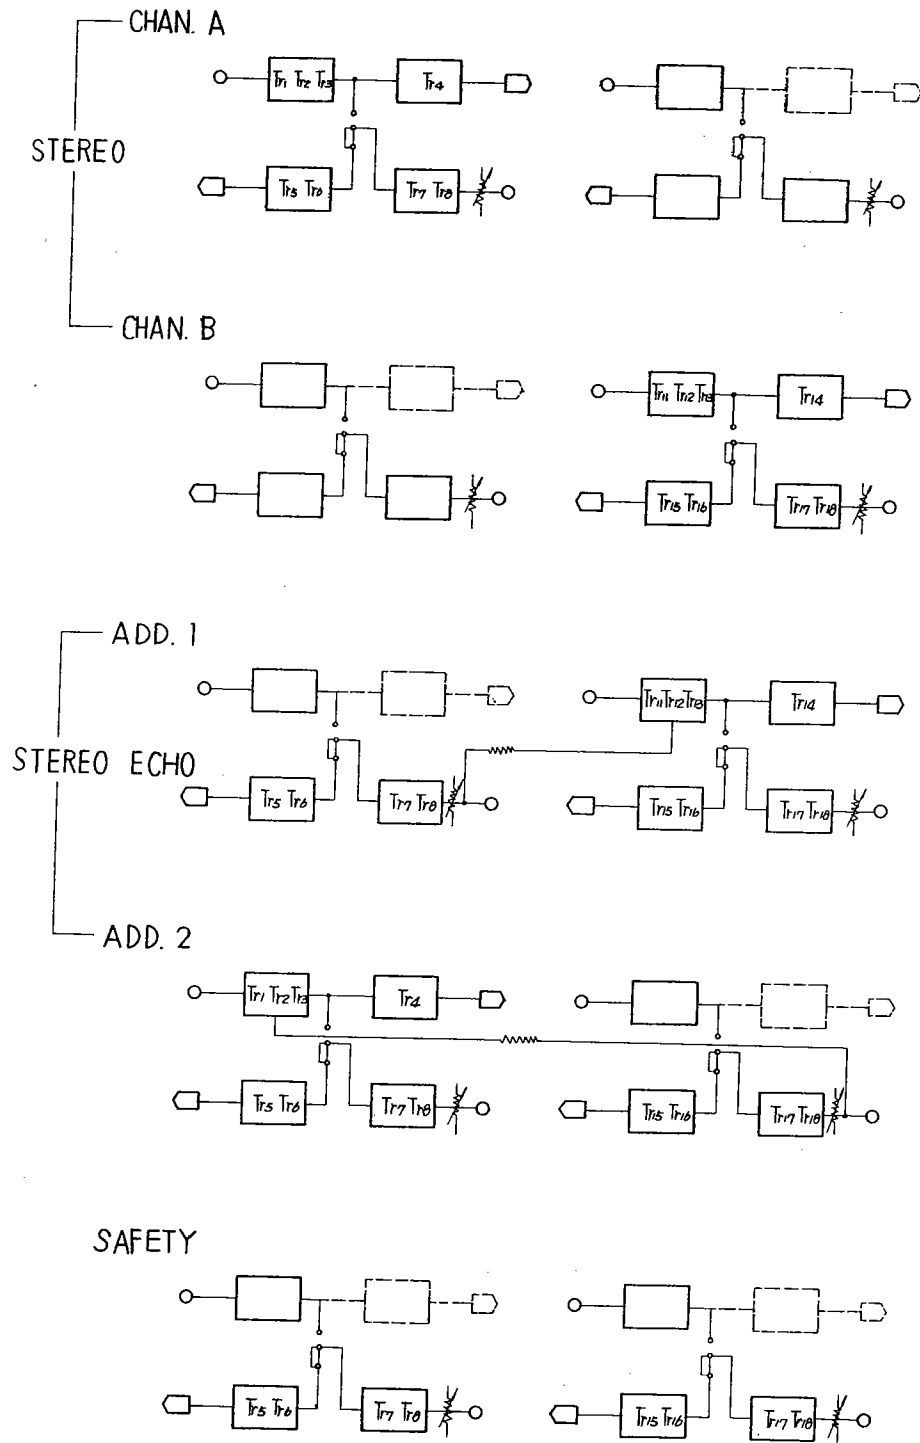 CHAN. A
Tr1 Tr2 Tr3
Tr4
STEREO
Tr5 Tr6
Tr7 Tr8
CHAN. B
Tr11 Tr12 Tr13
Tr14
Tr15 Tr16
Tr17 Tr18
ADD. 1
Tr11 Tr12 Tr13
Tr14
STEREO ECHO
Tr5 Tr6
Tr7 Tr8
Tr15 Tr16
Tr17 Tr18
ADD. 2
Tr1 Tr2 Tr3
Tr4
Tr5 Tr6
Tr7 Tr8
Tr15 Tr16
Tr17 Tr18
SAFETY
Tr5 Tr6
Tr7 Tr8
Tr15 Tr16
Tr17 Tr18